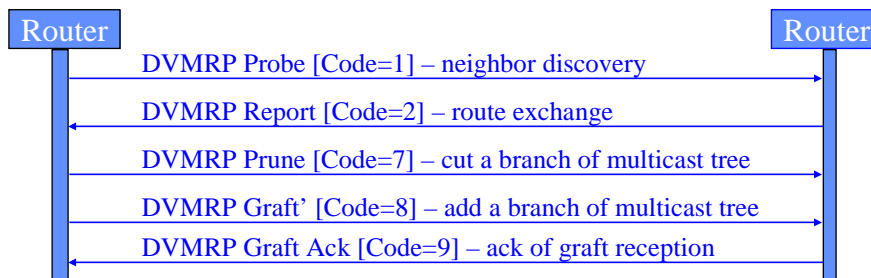 Router
Router
DVMRP Probe [Code=1] – neighbor discovery
DVMRP Report [Code=2] – route exchange
DVMRP Prune [Code=7] – cut a branch of multicast tree
DVMRP Graft’ [Code=8] – add a branch of multicast tree
DVMRP Graft Ack [Code=9] – ack of graft reception